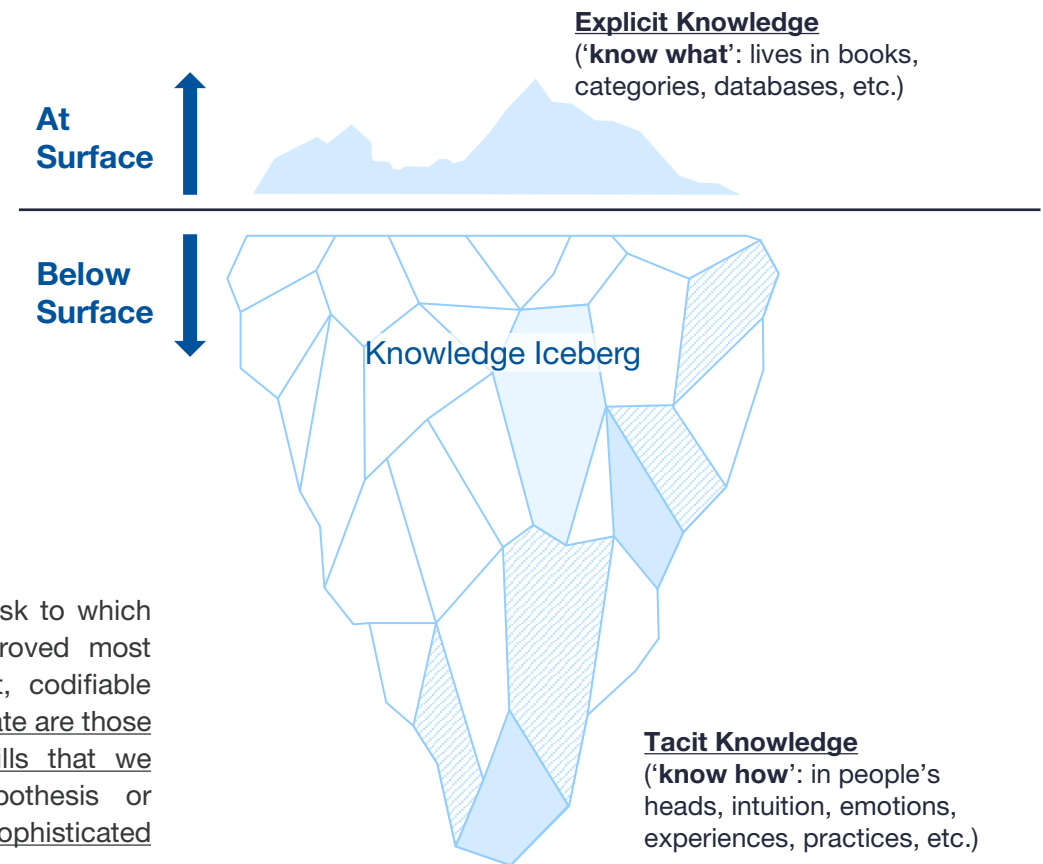 Explicit Knowledge
(‘know what’: lives in books,
categories, databases, etc.)
At
Surface
Below
Surface
Knowledge Iceberg
sk to which
roved most
, codifiable
ate are those
ills that we
pothesis or
sophisticated
Tacit Knowledge
(‘know how’: in people’s
heads, intuition, emotions,
experiences, practices, etc.)